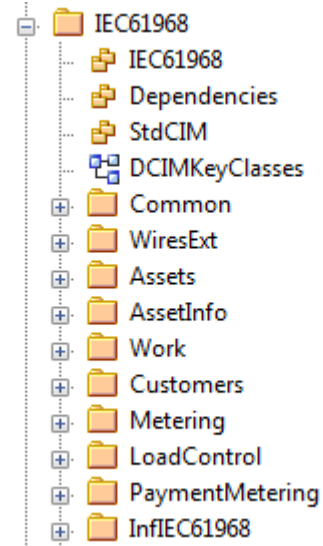 IEC61968
IEC61968
Dependencies
StdCIM
DCIMKeyClasses
Common
WiresExt
Assets
AssetInfo
Work
Customers
Metering
LoadControl
PaymentMetering
InfIEC61968